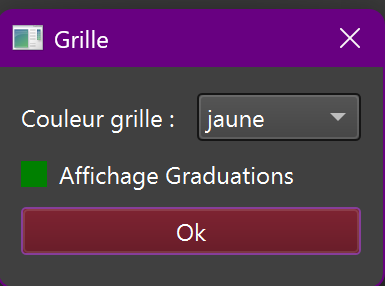 Grille
Couleur grille : jaune
Affichage Graduations
Ok